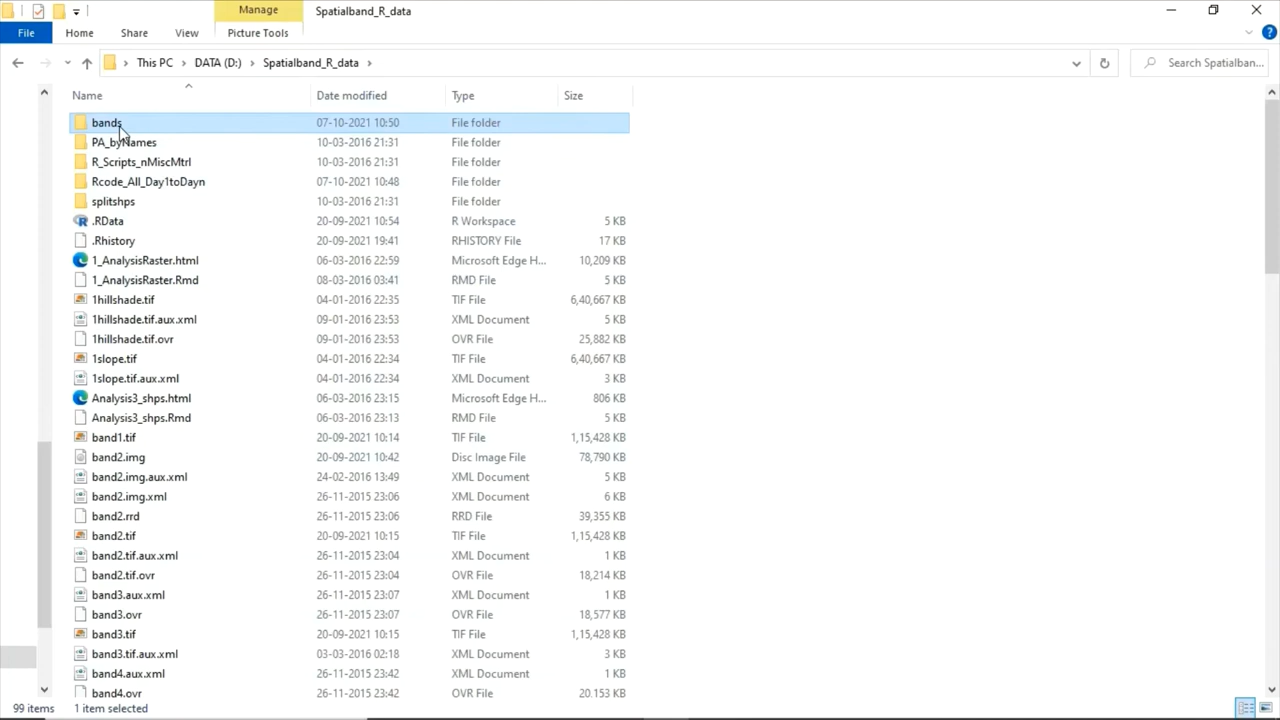 Manage
Spatialband_R_data
File
Home
Share
View
Picture Tools
This PC
DATA (D:)
Spatialband_R_data
Search Spatialban...
Name
Date modified
Type
Size
bands 07-10-2021 10:50 File folder
PA_byNames 10-03-2016 21:31 File folder
R_Scripts_nMiscMtrl 10-03-2016 21:31 File folder
Rcode_All_Day1toDayn 07-10-2021 10:48 File folder
splitshps 10-03-2016 21:31 File folder
.RData 20-09-2021 10:54 R Workspace 5 KB
.Rhistory 20-09-2021 19:41 RHISTORY File 17 KB
1_AnalysisRaster.html 06-03-2016 22:59 Microsoft Edge H... 10,209 KB
1_AnalysisRaster.Rmd 08-03-2016 03:41 RMD File 5 KB
1hillshade.tif 04-01-2016 22:35 TIF File 6,40,667 KB
1hillshade.tif.aux.xml 09-01-2016 23:53 XML Document 5 KB
1hillshade.tif.ovr 09-01-2016 23:53 OVR File 25,882 KB
1slope.tif 04-01-2016 22:34 TIF File 6,40,667 KB
1slope.tif.aux.xml 04-01-2016 22:34 XML Document 3 KB
Analysis3_shps.html 06-03-2016 23:15 Microsoft Edge H... 806 KB
Analysis3_shps.Rmd 06-03-2016 23:13 RMD File 5 KB
band1.tif 20-09-2021 10:14 TIF File 1,15,428 KB
band2.img 20-09-2021 10:42 Disc Image File 78,790 KB
band2.img.aux.xml 24-02-2016 13:49 XML Document 5 KB
band2.img.xml 26-11-2015 23:06 XML Document 6 KB
band2.rrd 26-11-2015 23:06 RRD File 39,355 KB
band2.tif 20-09-2021 10:15 TIF File 1,15,428 KB
band2.tif.aux.xml 26-11-2015 23:04 XML Document 1 KB
band2.tif.ovr 26-11-2015 23:04 OVR File 18,214 KB
band3.aux.xml 26-11-2015 23:07 XML Document 1 KB
band3.ovr 26-11-2015 23:07 OVR File 18,577 KB
band3.tif 20-09-2021 10:15 TIF File 1,15,428 KB
band3.tif.aux.xml 03-03-2016 02:18 XML Document 3 KB
band4.aux.xml 26-11-2015 23:42 XML Document 1 KB
band4.ovr 26-11-2015 23:42 OVR File 20,153 KB
99 items 1 item selected